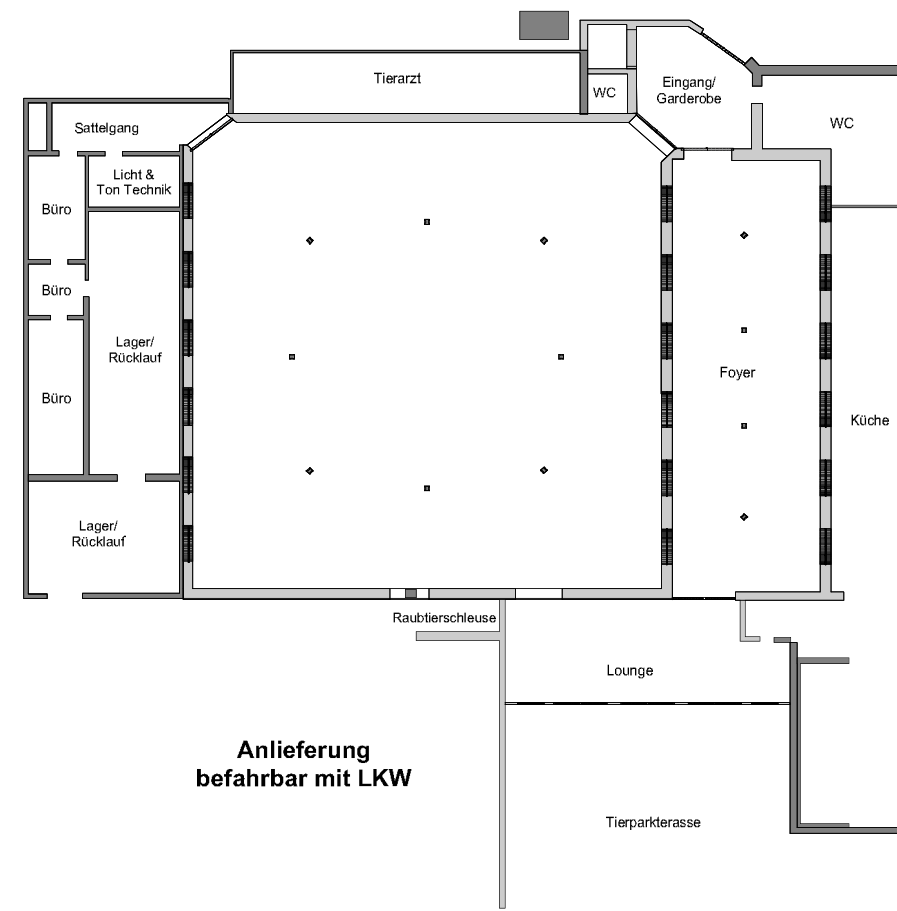 Tierarzt
WC
Eingang/
Garderobe
WC
Sattelgang
Licht &
Ton Technik
Büro
Büro
Lager/
Rücklauf
Foyer
Büro
Küche
Lager/
Rücklauf
Raubtierschleuse
Lounge
Anlieferung
befahrbar mit LKW
Tierparkterasse